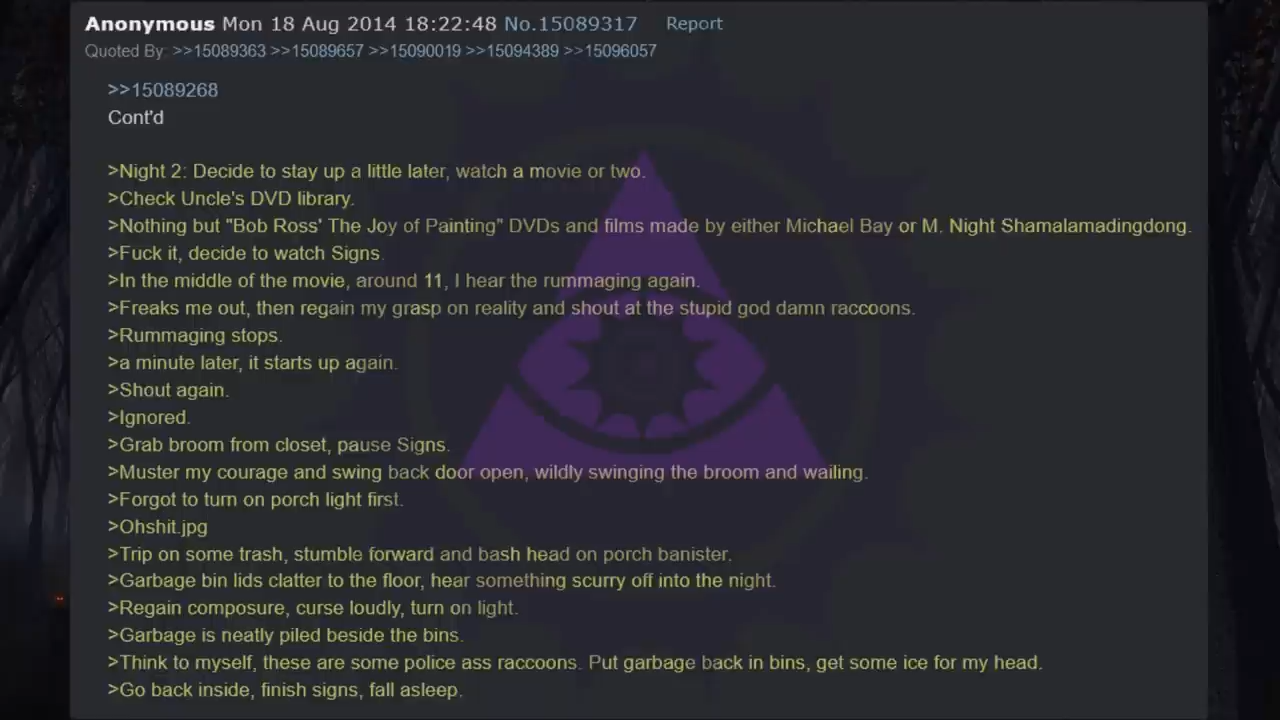 Anonymous Mon 18 Aug 2014 18:22:48 No.15089317 Report
Quoted By: >>15089363 >>15089657 >>15090019 >>15094389 >>15096057
>>15089268
Cont'd
>Night 2: Decide to stay up a little later, watch a movie or two.
>Check Uncle's DVD library.
>Nothing but "Bob Ross' The Joy of Painting" DVDs and films made by either Michael Bay or M. Night Shamalamadingdong.
>Fuck it, decide to watch Signs.
>In the middle of the movie, around 11, I hear the rummaging again.
>Freaks me out, then regain my grasp on reality and shout at the stupid god damn raccoons.
>Rummaging stops.
>a minute later, it starts up again.
>Shout again.
>Ignored.
>Grab broom from closet, pause Signs.
>Muster my courage and swing back door open, wildly swinging the broom and wailing.
>Forgot to turn on porch light first.
>Ohshit.jpg
>Trip on some trash, stumble forward and bash head on porch banister.
>Garbage bin lids clatter to the floor, hear something scurry off into the night.
>Regain composure, curse loudly, turn on light.
>Garbage is neatly piled beside the bins.
>Think to myself, these are some police ass raccoons. Put garbage back in bins, get some ice for my head.
>Go back inside, finish signs, fall asleep.